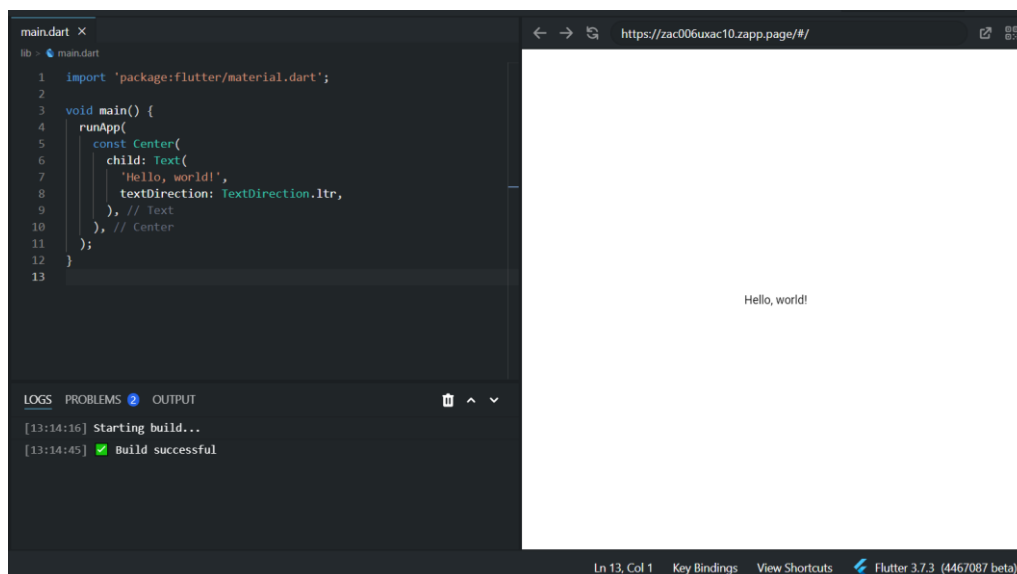 main.dart ×
lib > main.dart
1 import 'package:flutter/material.dart';
2
3 void main() {
4 runApp(
5 const Center(
6 child: Text(
7 'Hello, world!',
8 textDirection: TextDirection.ltr,
9 ), // Text
10 ), // Center
11 );
12 }
13
LOGS PROBLEMS 2 OUTPUT
[13:14:16] Starting build...
[13:14:45] ✅ Build successful
https://zac006uxac10.zapp.page/#/
Hello, world!
Ln 13, Col 1 Key Bindings View Shortcuts Flutter 3.7.3 (4467087 beta)